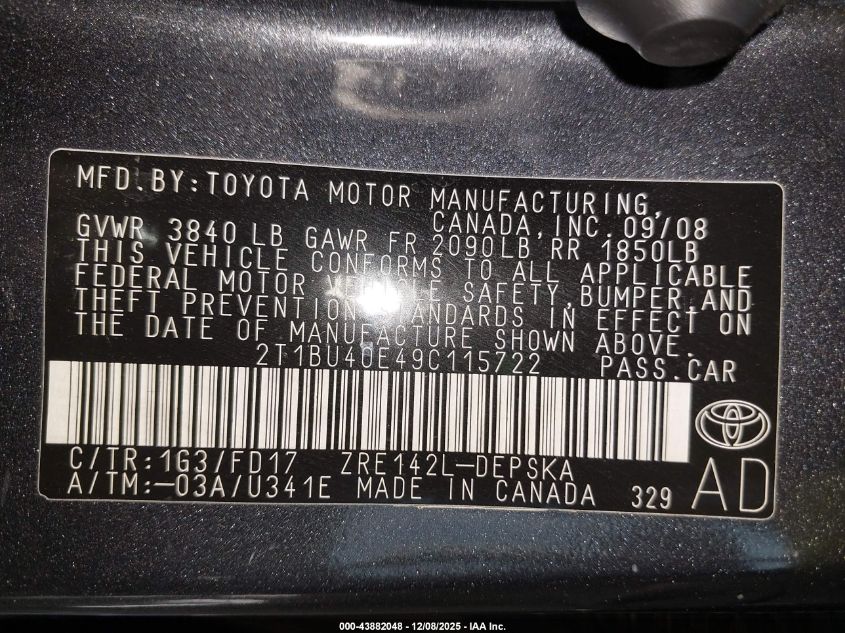 MFD.BY:TOYOTA MOTOR MANUFACTURING,
CANADA,INC.09/08
GVWR 3840 LB GAWR FR 2090LB RR 1850LB
THIS VEHICLE CONFORMS TO ALL APPLICABLE
FEDERAL MOTOR VEHICLE SAFETY,BUMPER,AND
THEFT PREVENTION STANDARDS IN EFFECT ON
THE DATE OF MANUFACTURE SHOWN ABOVE.
2T1BU40E49C115722 PASS.CAR
C/TR:1G3/FD17 ZRE142L-DEPSKA
A/TM:-03A/U341E MADE IN CANADA 329 AD
000-43882048 - 12/08/2025 - IAA Inc.